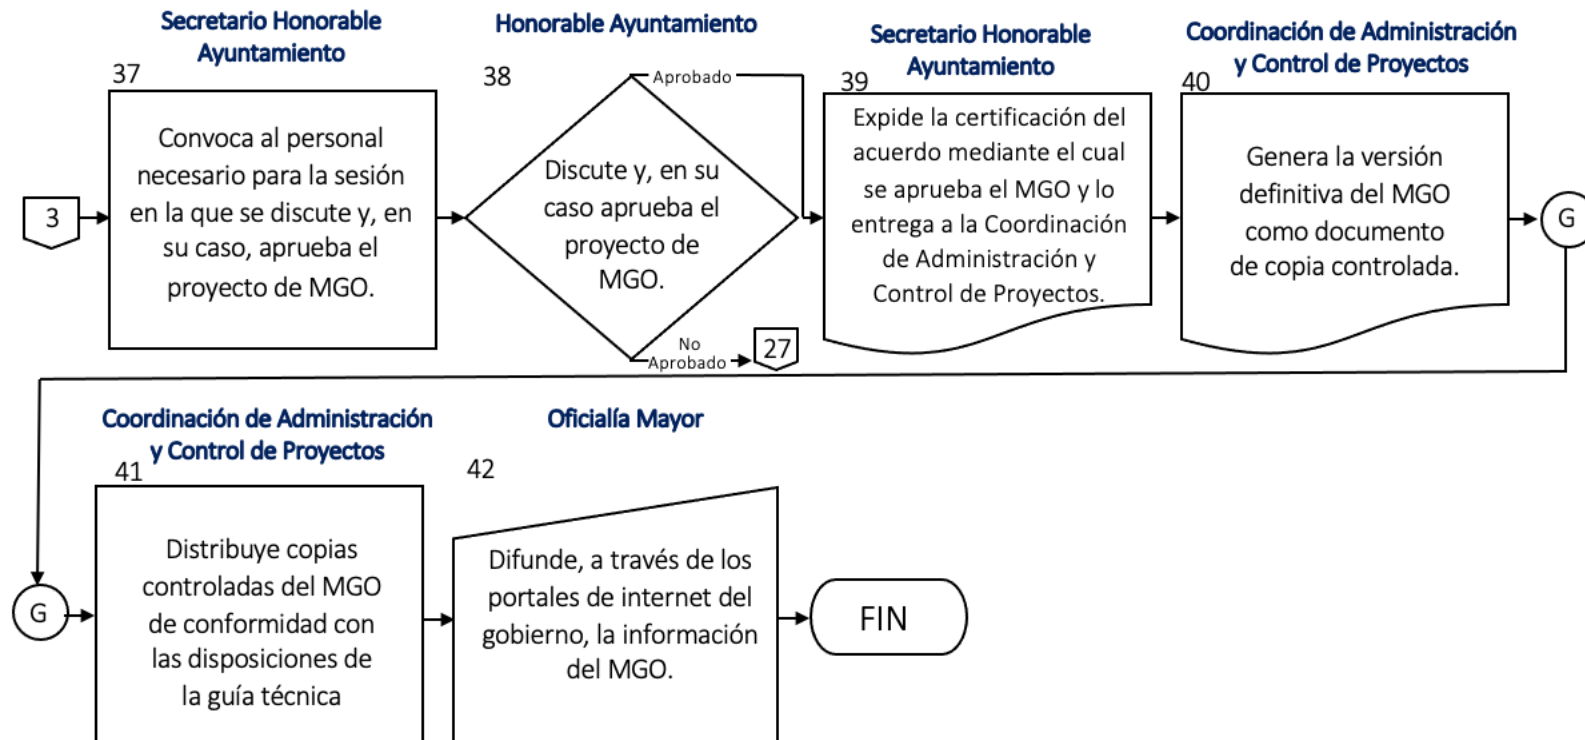 Secretario Honorable
Ayuntamiento
37
3
Convoca al personal
necesario para la sesión
en la que se discute y, en
su caso, aprueba el
proyecto de MGO.
Honorable Ayuntamiento
38
Aprobado
Discute y, en su
caso aprueba el
proyecto de
MGO.
No
Aprobado
27
Secretario Honorable
Ayuntamiento
39
Expide la certificación del
acuerdo mediante el cual
se aprueba el MGO y lo
entrega a la Coordinación
de Administración y
Control de Proyectos.
Coordinación de Administración
y Control de Proyectos
40
Genera la versión
definitiva del MGO
como documento
de copia controlada.
G
Coordinación de Administración
y Control de Proyectos
41
G
Distribuye copias
controladas del MGO
de conformidad con
las disposiciones de
la guía técnica
Oficialía Mayor
42
Difunde, a través de los
portales de internet del
gobierno, la información
del MGO.
FIN